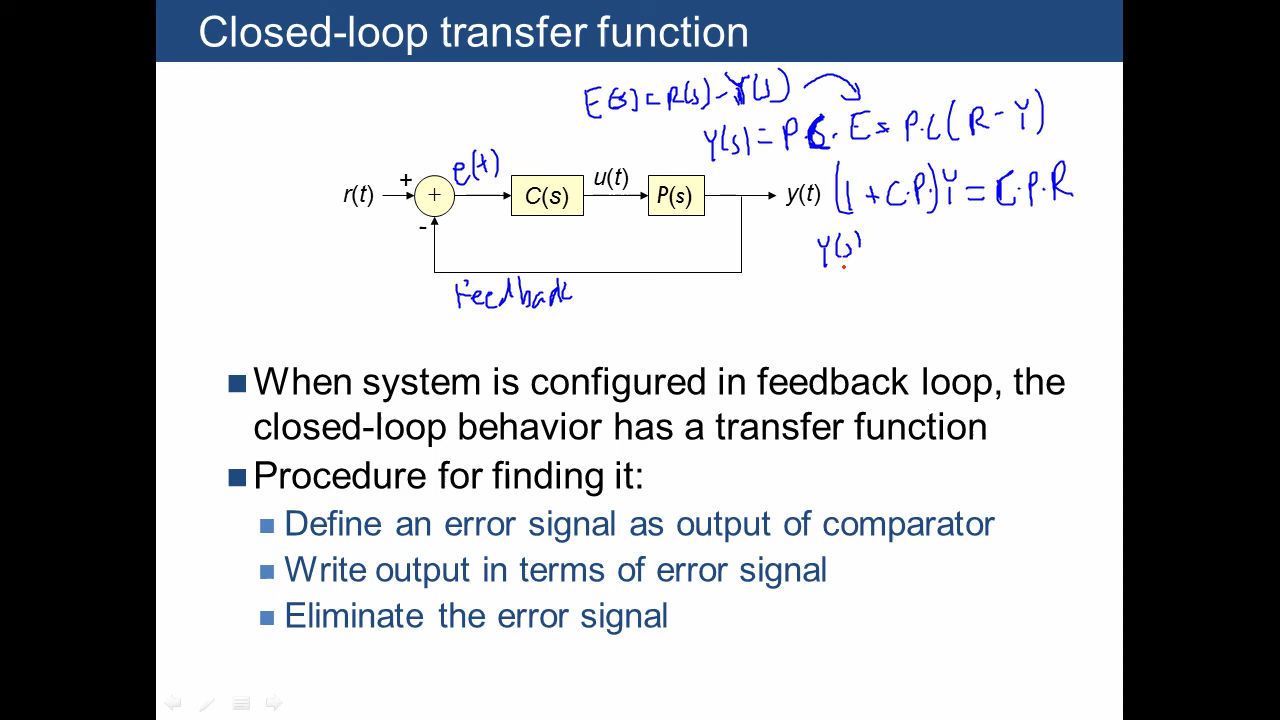 Closed-loop transfer function
E(s) = R(s) - Y(s)
Y(s) = P C · E = P·C(R - Y)
e(t)
r(t) + + C(s) u(t) P(s) y(t) (1 + C·P·)Y = C·P·R
-
Y(s)
Feedback
When system is configured in feedback loop, the
closed-loop behavior has a transfer function
Procedure for finding it:
Define an error signal as output of comparator
Write output in terms of error signal
Eliminate the error signal